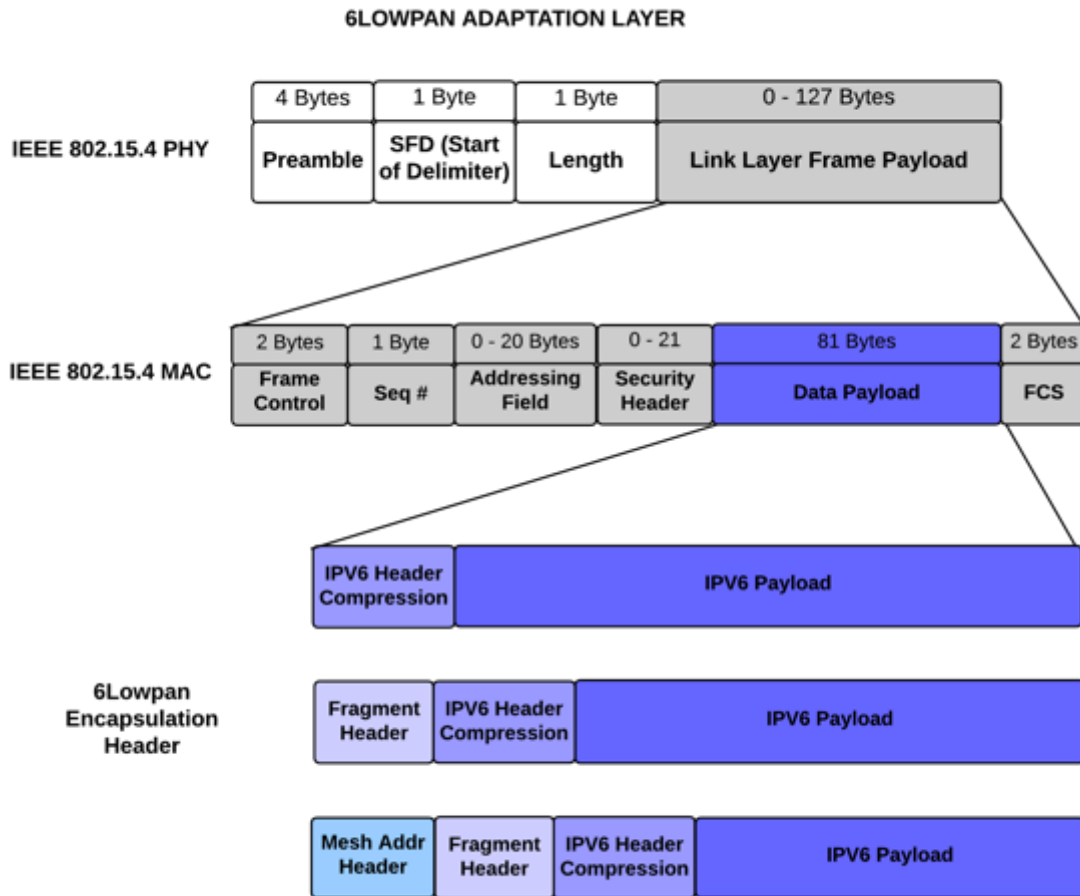 6LOWPAN ADAPTATION LAYER
4 Bytes
1 Byte
1 Byte
0 - 127 Bytes
IEEE 802.15.4 PHY
Preamble
SFD (Start
of Delimiter)
Length
Link Layer Frame Payload
2 Bytes
1 Byte
0 - 20 Bytes
0 - 21
81 Bytes
2 Bytes
IEEE 802.15.4 MAC
Frame
Control
Seq #
Addressing
Field
Security
Header
Data Payload
FCS
IPV6 Header
Compression
IPV6 Payload
6Lowpan
Encapsulation
Header
Fragment
Header
IPV6 Header
Compression
IPV6 Payload
Mesh Addr
Header
Fragment
Header
IPV6 Header
Compression
IPV6 Payload